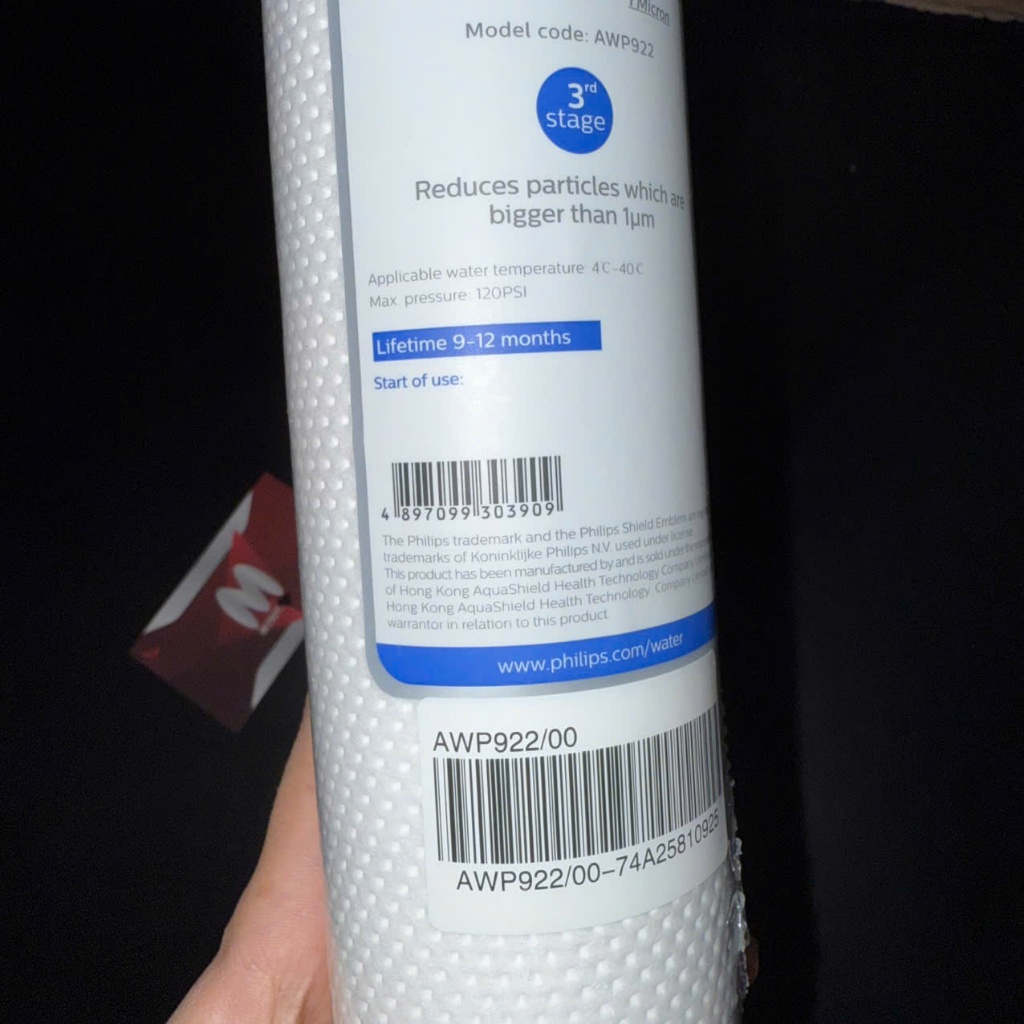 1 Micron
Model code: AWP922
3rd
stage
Reduces particles which are
bigger than 1µm
Applicable water temperature 4°C-40°C
Max. pressure: 120PSI
Lifetime 9-12 months
Start of use:
4 897099 303909
The Philips trademark and the Philips Shield Emblem are
trademarks of Koninklijke Philips N.V. used under license.
This product has been manufactured by and is sold under the
of Hong Kong AquaShield Health Technology Company
Hong Kong AquaShield Health Technology Company
warrantor in relation to this product.
www.philips.com/water
AWP922/00
AWP922/00-74A25810925
M